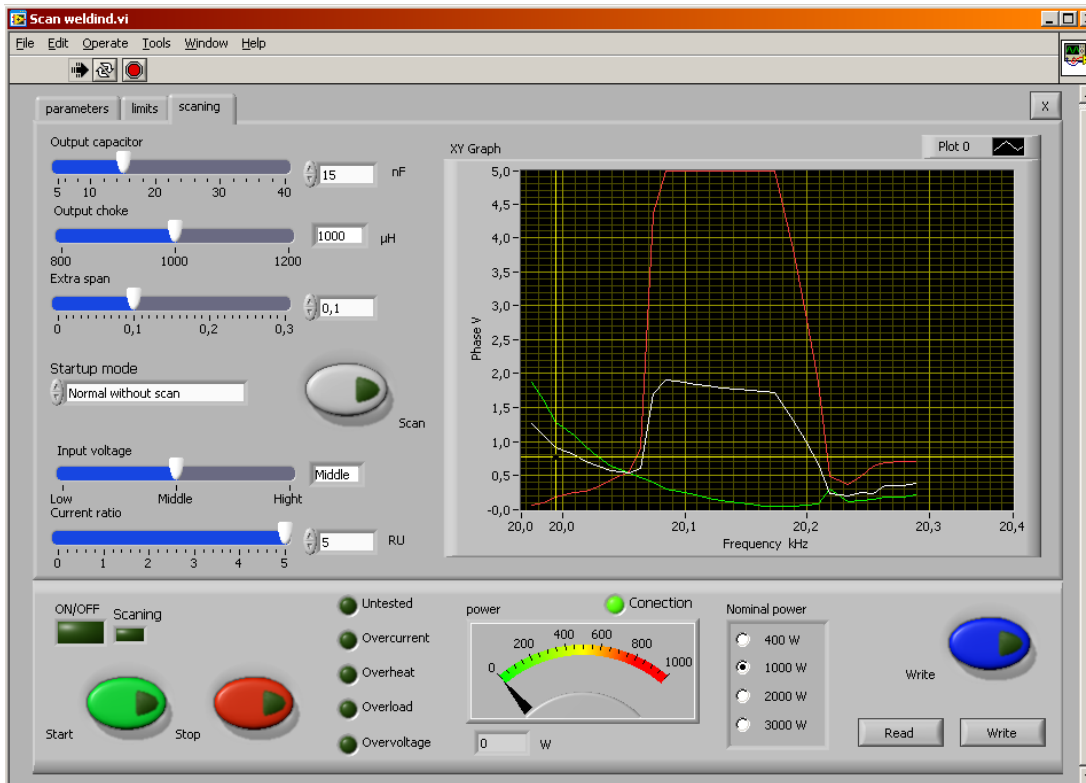 Scan weldind.vi
File Edit Operate Tools Window Help
parameters limits scaning X
Output capacitor
5 10 20 30 40
15 nF
Output choke
800 1000 1200
1000 µH
Extra span
0 0,1 0,2 0,3
0,1
Startup mode
Normal without scan
Scan
Input voltage
Low Middle Hight
Middle
Current ratio
0 1 2 3 4 5
5 RU
XY Graph
Plot 0
Phase V
5,0
4,5
4,0
3,5
3,0
2,5
2,0
1,5
1,0
0,5
-0,0
20,0 20,0 20,1 20,2 20,3 20,4
Frequency kHz
ON/OFF Scaning
Start Stop
Untested
Overcurrent
Overheat
Overload
Overvoltage
power
Conection
0 200 400 600 800 1000
0 W
Nominal power
400 W
1000 W
2000 W
3000 W
Write
Read Write